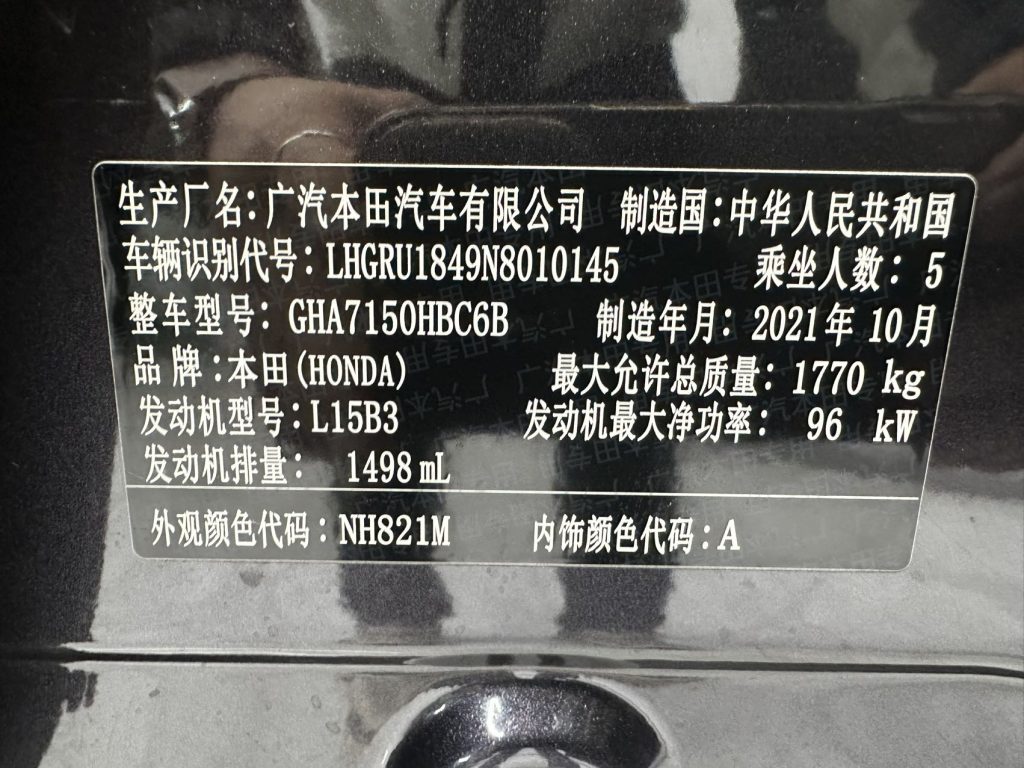 生产厂名:广汽本田汽车有限公司 制造国:中华人民共和国
车辆识别代号:LHGRU1849N8010145 乘坐人数:5
整车型号:GHA7150HBC6B 制造年月:2021年10月
品牌:本田(HONDA) 最大允许总质量:1770 kg
发动机型号:L15B3 发动机最大净功率:96 kW
发动机排量:1498 mL
外观颜色代码:NH821M 内饰颜色代码:A